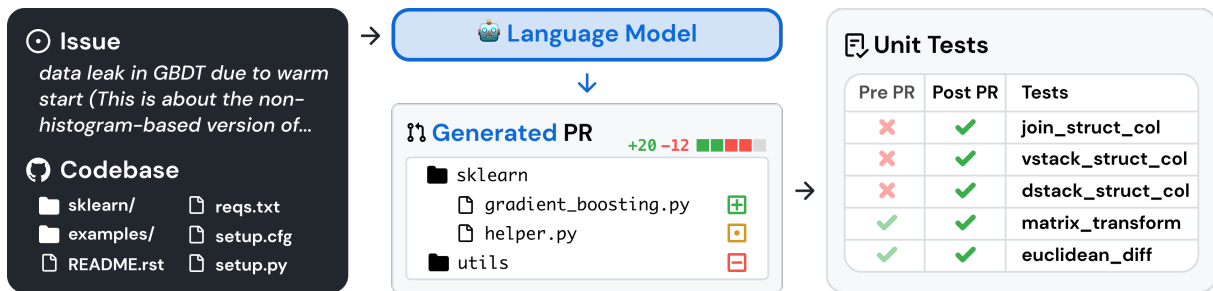 Issue
data leak in GBDT due to warm
start (This is about the non-
histogram-based version of...
Codebase
sklearn/
reqs.txt
examples/
setup.cfg
README.rst
setup.py
Language Model
Generated PR
+20 -12
sklearn
gradient_boosting.py
helper.py
utils
Unit Tests
Pre PR Post PR Tests
join_struct_col
vstack_struct_col
dstack_struct_col
matrix_transform
euclidean_diff